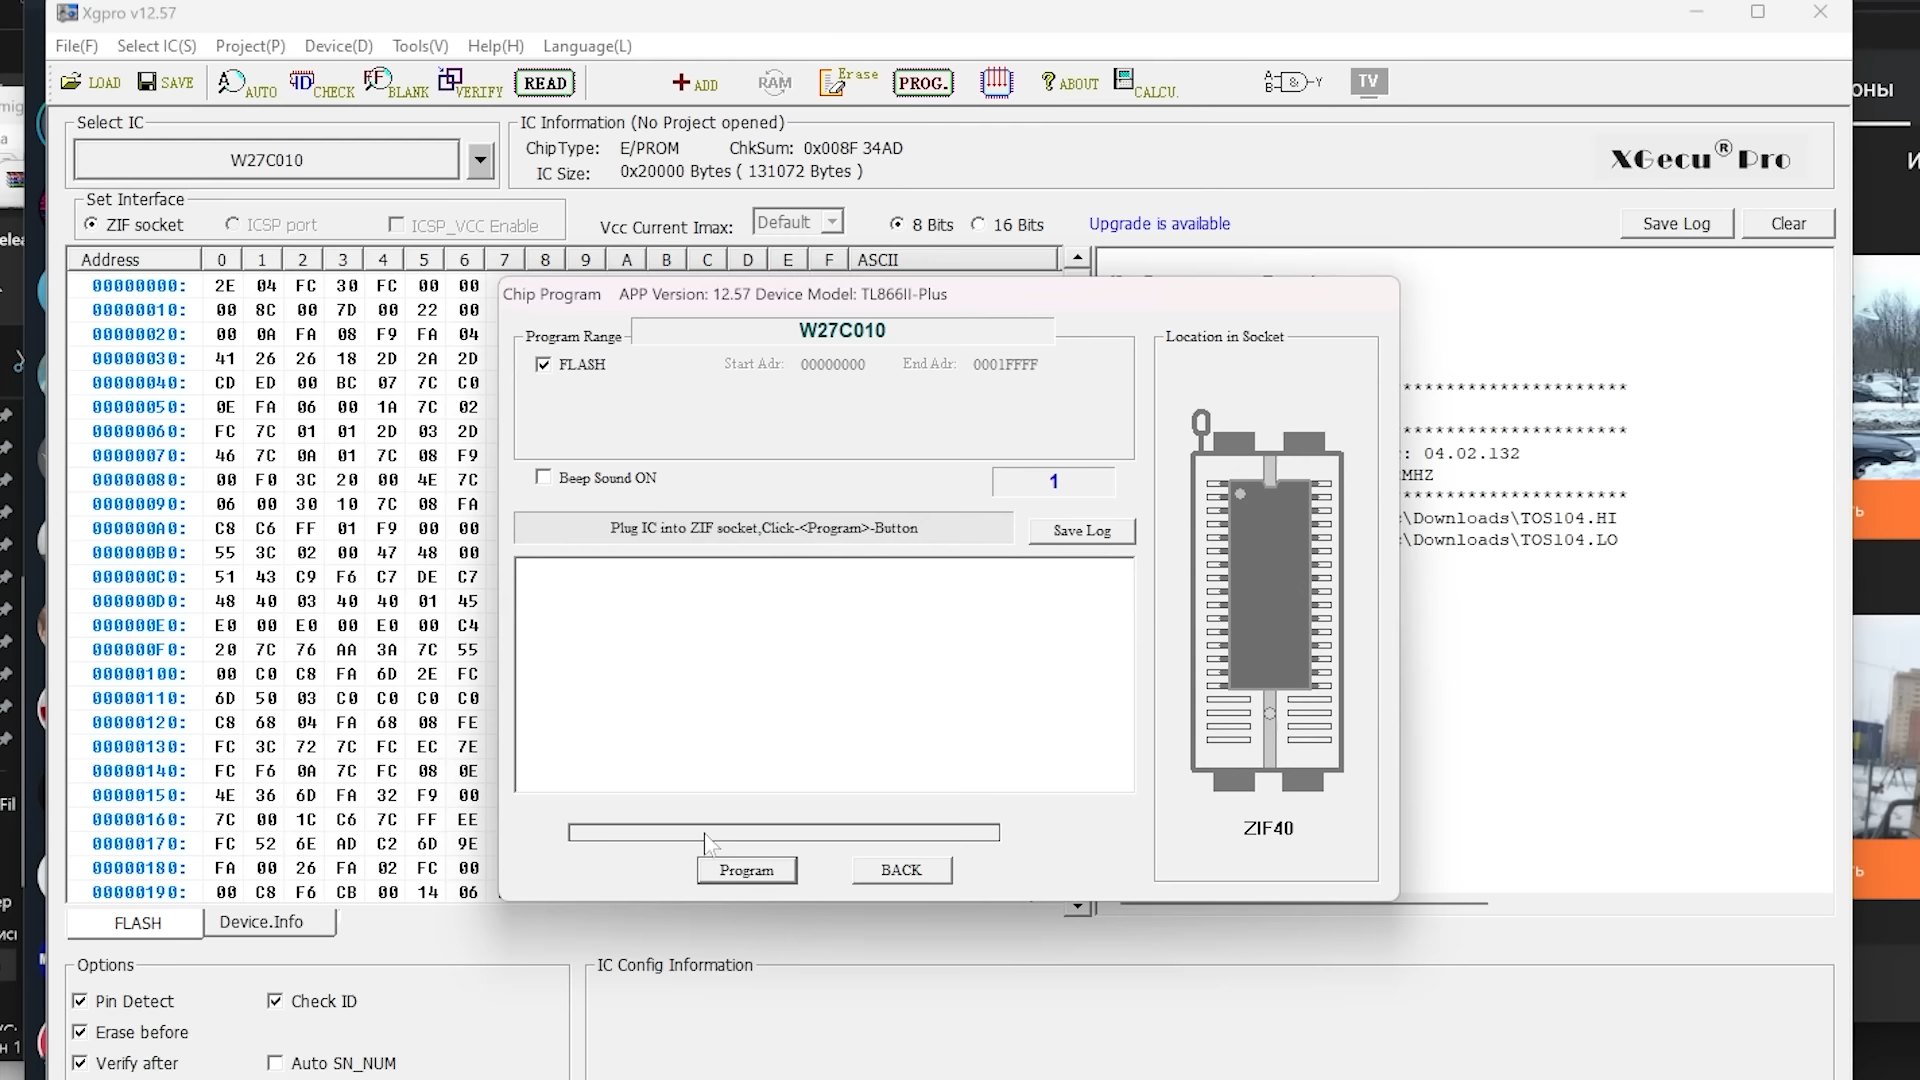 Xgpro v12.57
File(F) Select IC(S) Project(P) Device(D) Tools(V) Help(H) Language(L)
LOAD SAVE AUTO CHECK BLANK VERIFY READ ADD RAM Erase PROG. ABOUT CALCU. TV
Select IC
W27C010
IC Information (No Project opened)
ChipType: E/PROM ChkSum: 0x008F 34AD
IC Size: 0x20000 Bytes ( 131072 Bytes )
XGecu® Pro
Set Interface
ZIF socket ICSP port ICSP_VCC Enable Vcc Current Imax: Default 8 Bits 16 Bits Upgrade is available Save Log Clear
Address 0 1 2 3 4 5 6 7 8 9 A B C D E F ASCII
00000000: 2E 04 FC 30 FC 00 00
00000010: 00 8C 00 7D 00 22 00
00000020: 00 0A FA 08 F9 FA 04
00000030: 41 26 26 18 2D 2A 2D
00000040: CD ED 00 BC 07 7C C0
00000050: 0E FA 06 00 1A 7C 02
00000060: FC 7C 01 01 2D 03 2D
00000070: 46 7C 0A 01 7C 08 F9
00000080: 00 F0 3C 20 00 4E 7C
00000090: 06 00 30 10 7C 08 FA
000000A0: C8 C6 FF 01 F9 00 00
000000B0: 55 3C 02 00 47 48 00
000000C0: 51 43 C9 F6 C7 DE C7
000000D0: 48 40 03 40 40 01 45
000000E0: E0 00 E0 00 E0 00 C4
000000F0: 20 7C 76 AA 3A 7C 55
00000100: 00 C0 C8 FA 6D 2E FC
00000110: 6D 50 03 C0 C0 C0 C0
00000120: C8 68 04 FA 68 08 FE
00000130: FC 3C 72 7C FC EC 7E
00000140: FC F6 0A 7C FC 08 0E
00000150: 4E 36 6D FA 32 F9 00
00000160: 7C 00 1C C6 7C FF EE
00000170: FC 52 6E AD C2 6D 9E
00000180: FA 00 26 FA 02 FC 00
00000190: 00 C8 F6 CB 00 14 06
FLASH Device.Info
Chip Program APP Version: 12.57 Device Model: TL866II-Plus
Program Range W27C010
FLASH Start Adr: 00000000 End Adr: 0001FFFF
Beep Sound ON 1
Plug IC into ZIF socket,Click-<Program>-Button Save Log
Program BACK
Location in Socket
ZIF40
*********************
*********************
: 04.02.132
MHZ
*********************
\Downloads\TOS104.HI
\Downloads\TOS104.LO
Options
Pin Detect Check ID
Erase before
Verify after Auto SN_NUM
IC Config Information